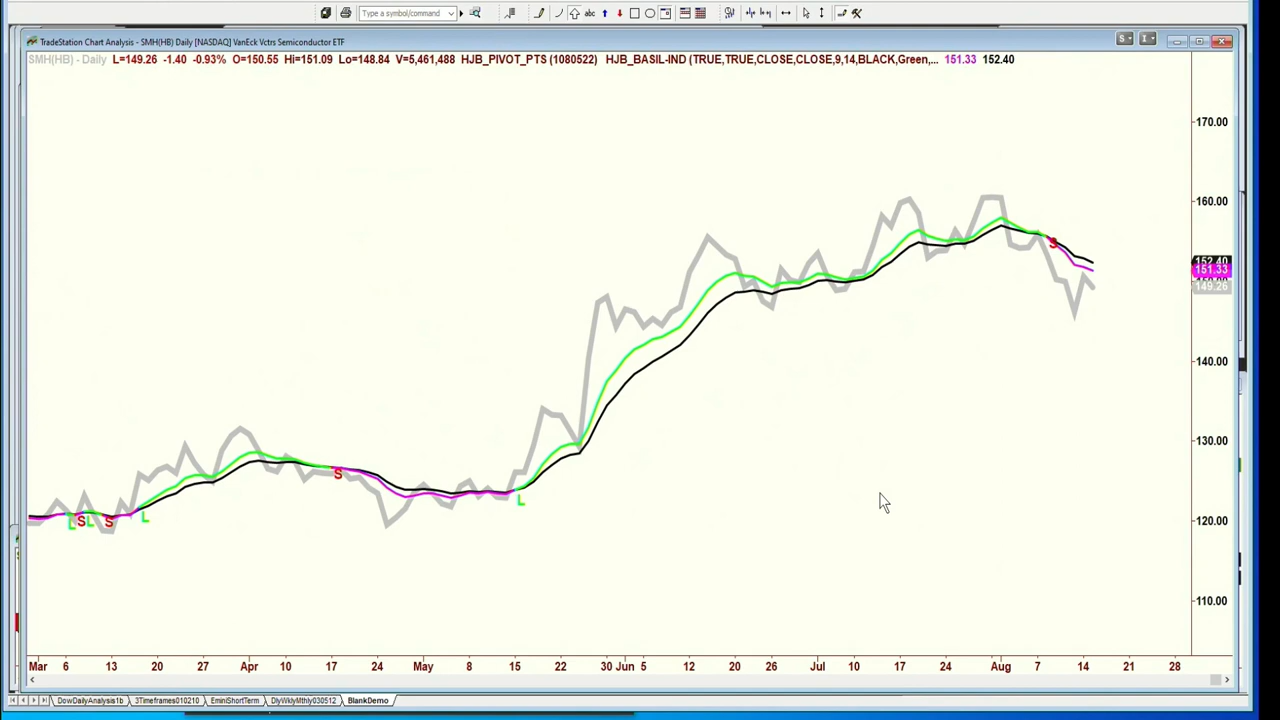 Type a symbol/command
abc
TradeStation Chart Analysis - SMH(HB) Daily [NASDAQ] VanEck Vctrs Semiconductor ETF
S
I
SMH(HB) - Daily L=149.26 -1.40 -0.93% O=150.55 Hi=151.09 Lo=148.84 V=5,461,488 HJB_PIVOT_PTS (1080522) HJB_BASIL-IND (TRUE,TRUE,CLOSE,CLOSE,9,14,BLACK,Green,... 151.33 152.40
170.00
160.00
S
152.40
151.33
149.26
140.00
130.00
S
L
L S L S L
120.00
110.00
Mar 6 13 20 27 Apr 10 17 24 May 8 15 22 30 Jun 5 12 20 26 Jul 10 17 24 Aug 7 14 21 28
DowDailyAnalysis1b 3Timeframes010210 EminiShortTerm DlyWklyMthly030512 BlankDemo